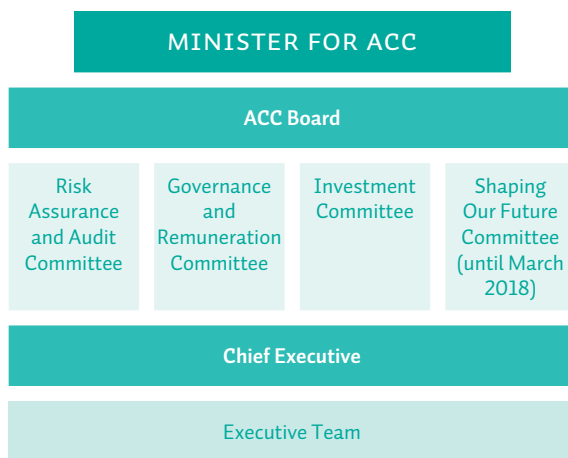 MINISTER FOR ACC
ACC Board
Risk
Assurance
and Audit
Committee
Governance
and
Remuneration
Committee
Investment
Committee
Shaping
Our Future
Committee
(until March
2018)
Chief Executive
Executive Team